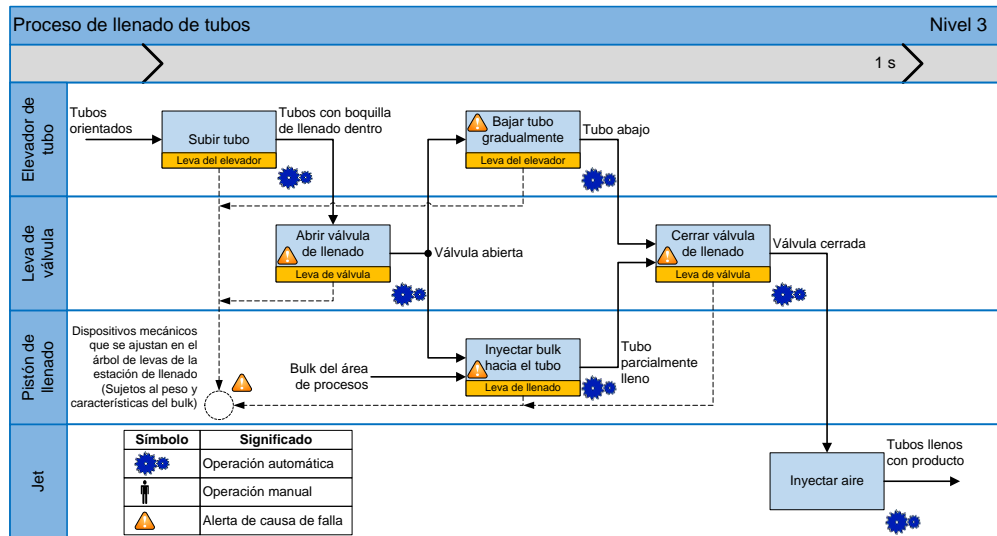 Proceso de llenado de tubos
Nivel 3
1 s
Elevador de
tubo
Tubos
orientados
Subir tubo
Leva del elevador
Tubos con boquilla
de llenado dentro
Bajar tubo
gradualmente
Leva del elevador
Tubo abajo
Leva de
válvula
Abrir válvula
de llenado
Leva de válvula
Válvula abierta
Cerrar válvula
de llenado
Leva de válvula
Válvula cerrada
Pistón de
llenado
Dispositivos mecánicos
que se ajustan en el
árbol de levas de la
estación de llenado
(Sujetos al peso y
características del bulk)
Bulk del área
de procesos
Inyectar bulk
hacia el tubo
Leva de llenado
Tubo
parcialmente
lleno
Jet
Símbolo
Significado
Operación automática
Operación manual
Alerta de causa de falla
Inyectar aire
Tubos llenos
con producto